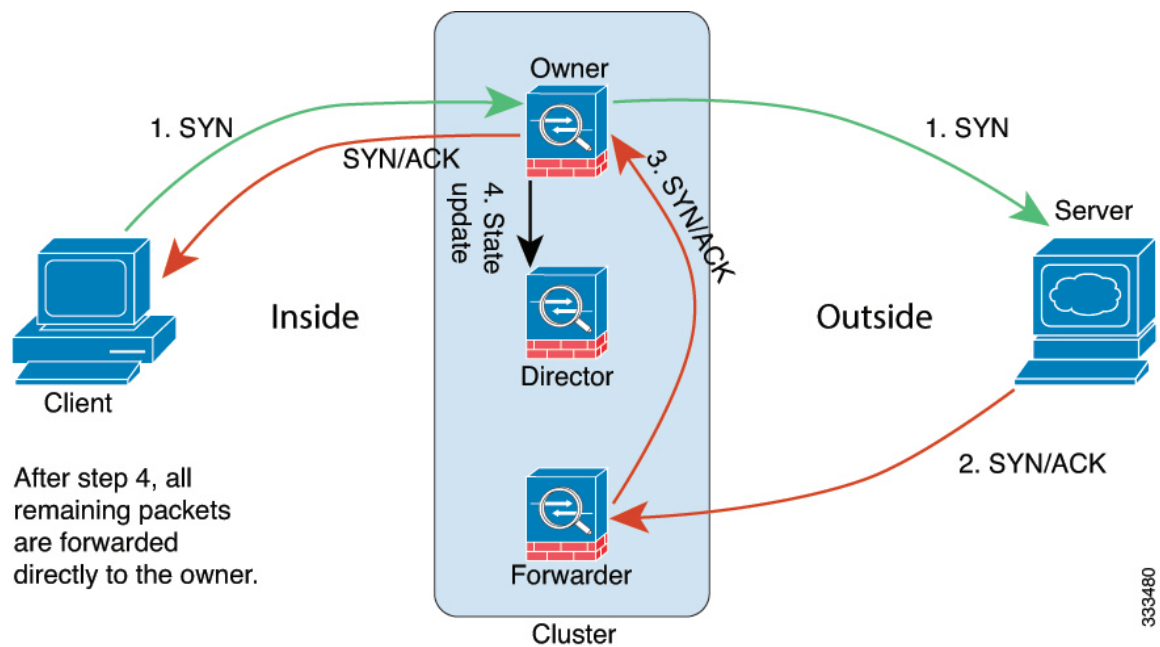 Owner
1. SYN
1. SYN
SYN/ACK
3. SYN/ACK
4. State
update
Server
Inside
Outside
Director
Client
2. SYN/ACK
After step 4, all
remaining packets
are forwarded
directly to the owner.
Forwarder
Cluster
333480